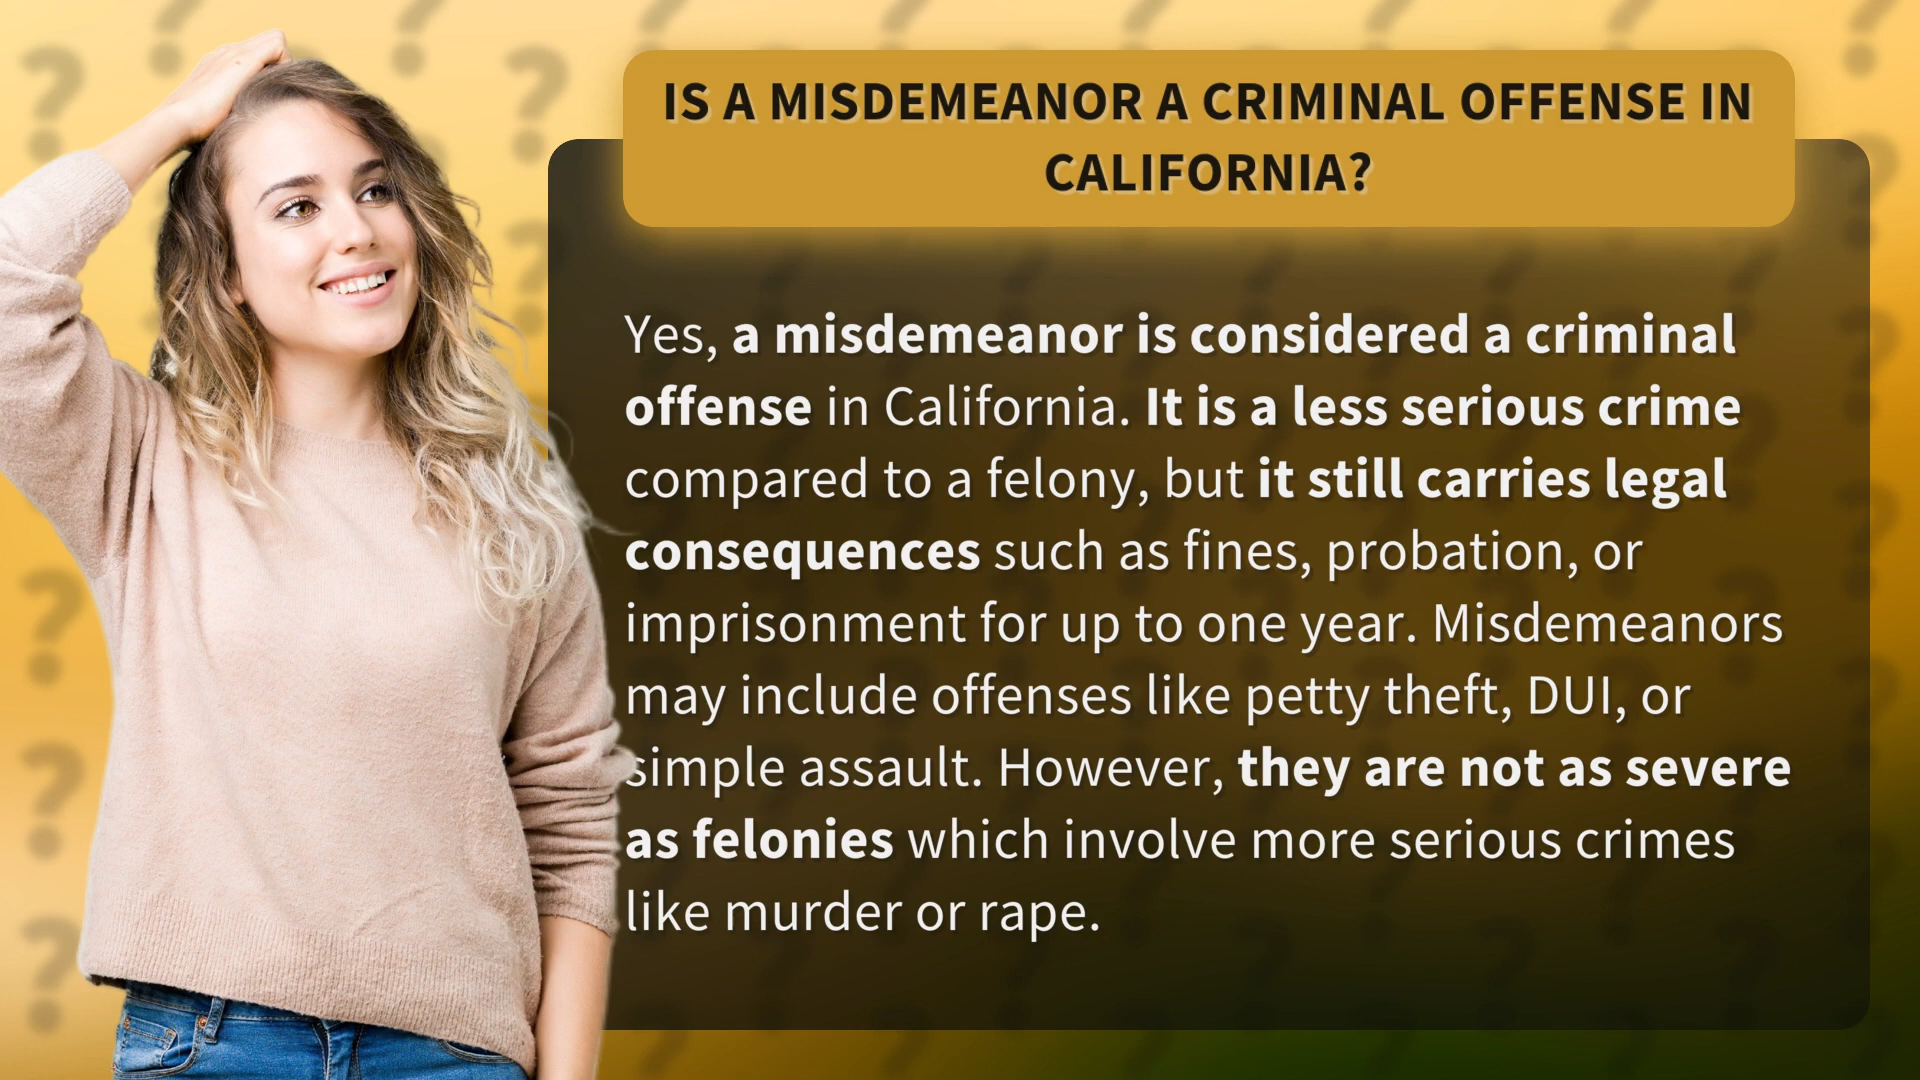 IS A MISDEMEANOR A CRIMINAL OFFENSE IN
CALIFORNIA?
Yes, a misdemeanor is considered a criminal
offense in California. It is a less serious crime
compared to a felony, but it still carries legal
consequences such as fines, probation, or
imprisonment for up to one year. Misdemeanors
may include offenses like petty theft, DUI, or
simple assault. However, they are not as severe
as felonies which involve more serious crimes
like murder or rape.